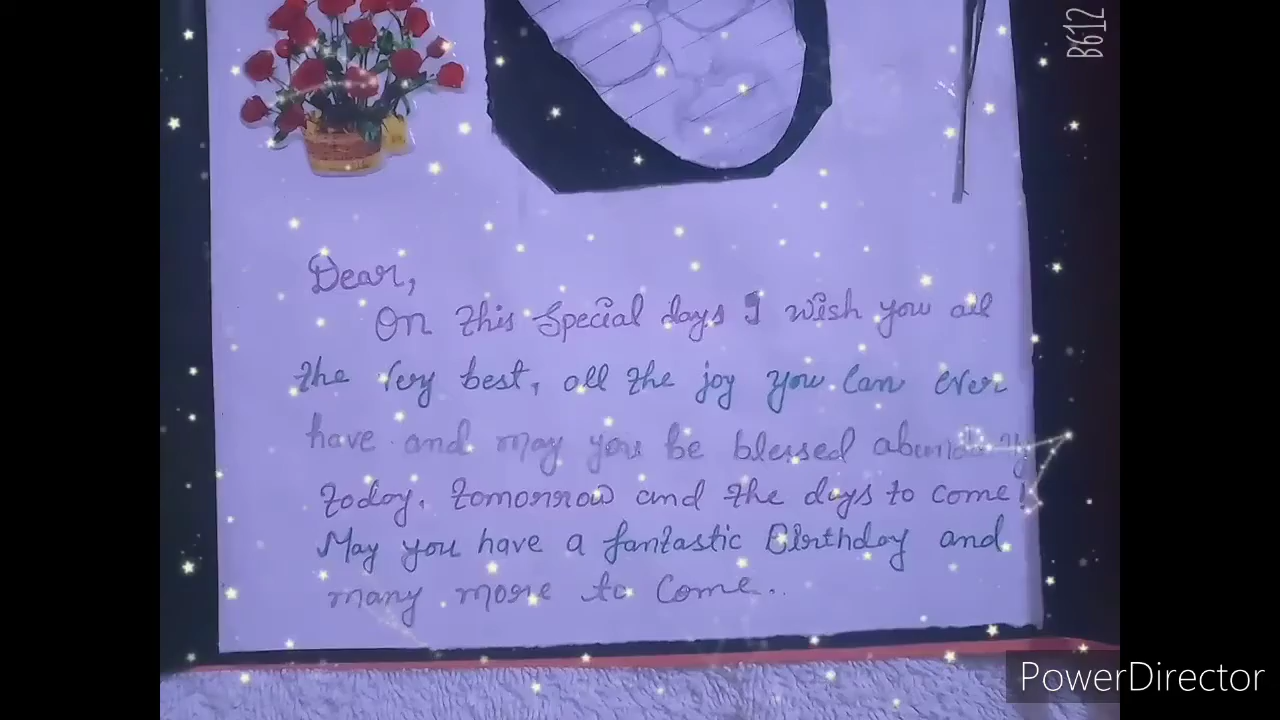 B612
Dear,
On this Special days I wish you all
the very best, all the joy you can ever
have and may you be blessed
today, tomorrow and the days to come!
May you have a fantastic Birthday and
many more to come..
PowerDirector